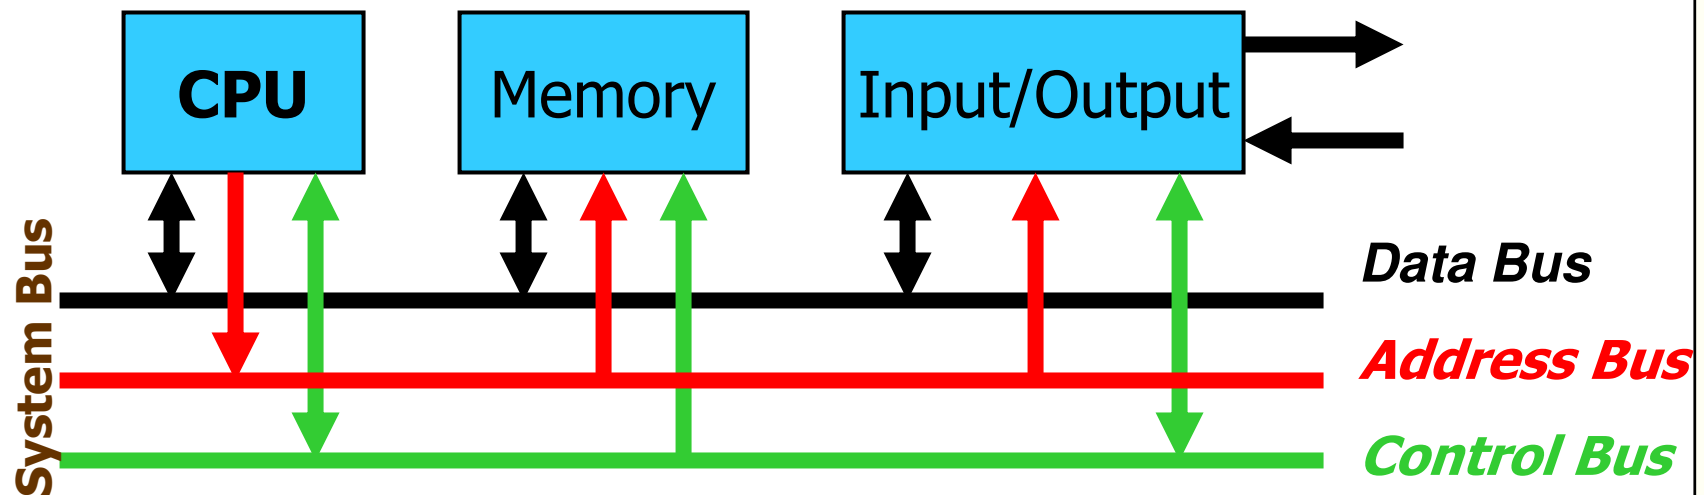 CPU
Memory
Input/Output
System Bus
Data Bus
Address Bus
Control Bus